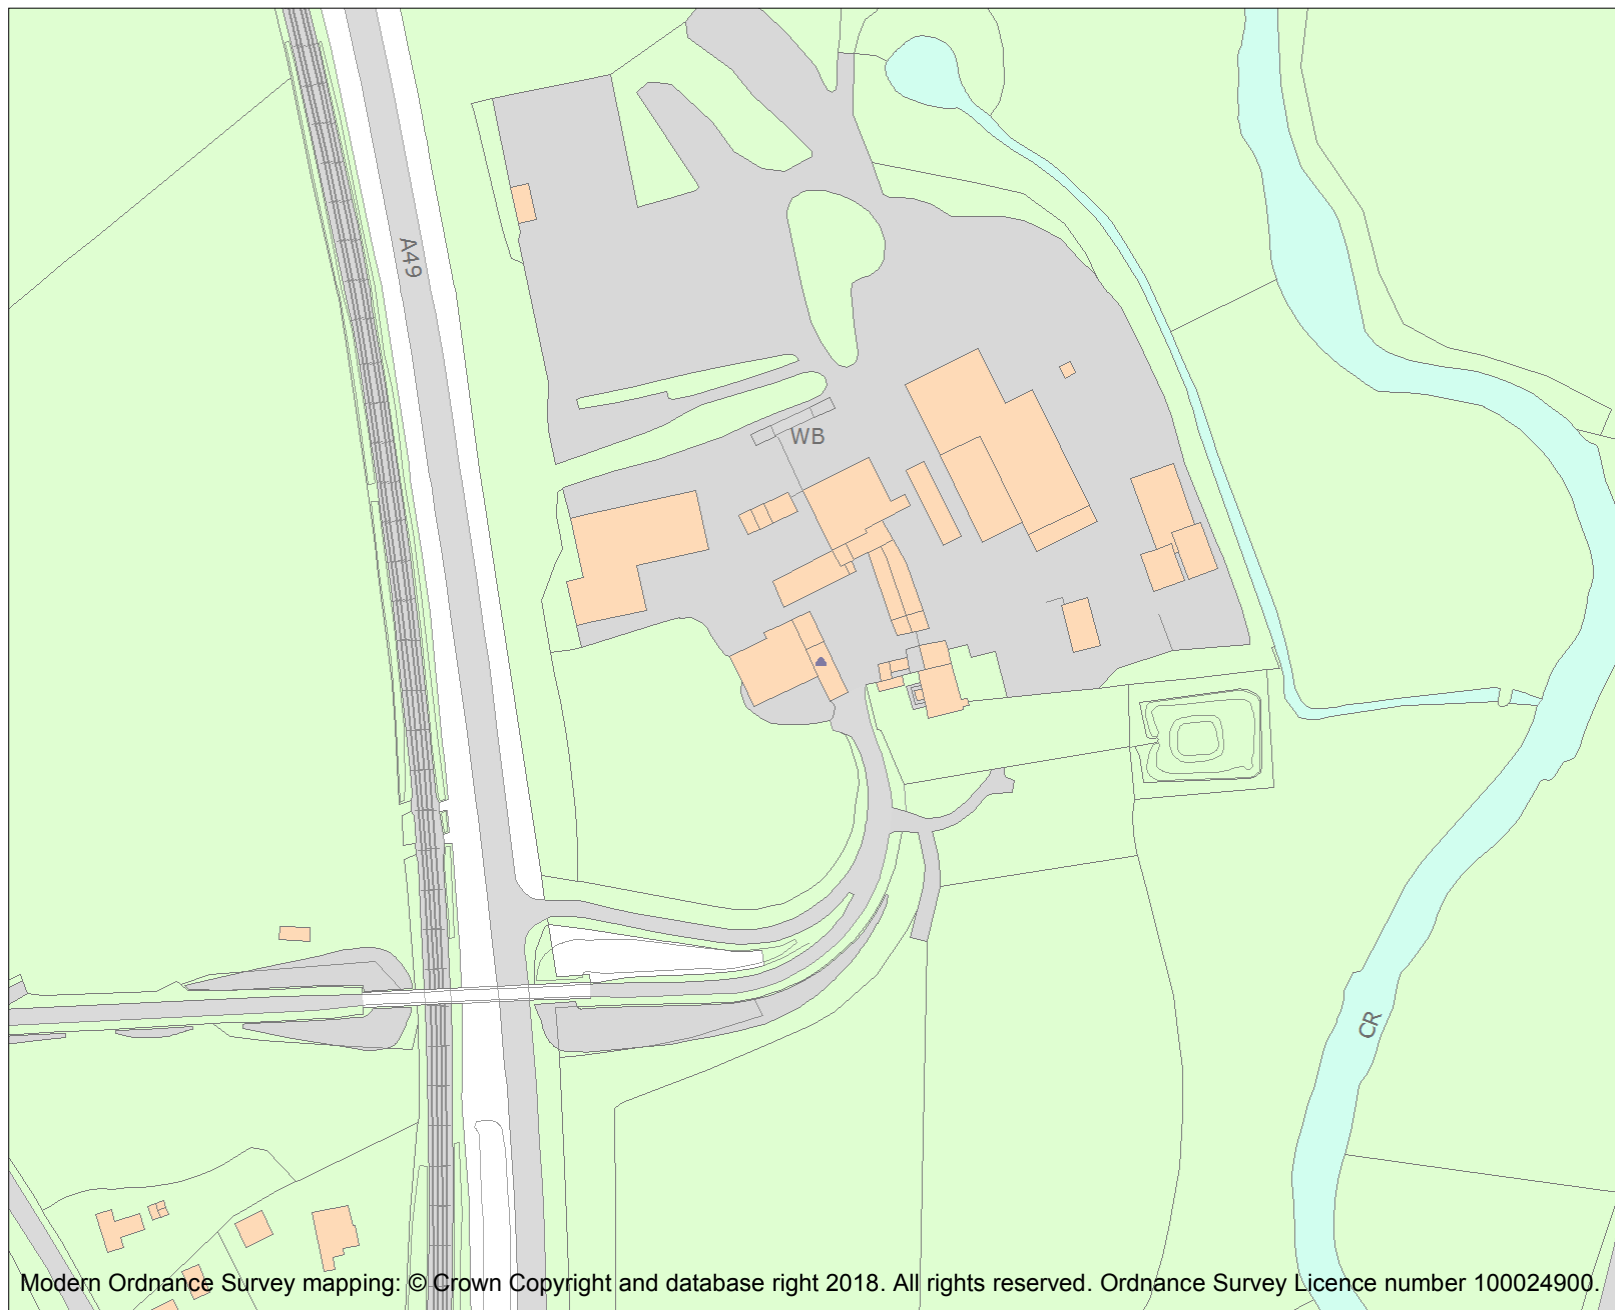 A49
WB
CR
Modern Ordnance Survey mapping: © Crown Copyright and database right 2018. All rights reserved. Ordnance Survey Licence number 100024900.